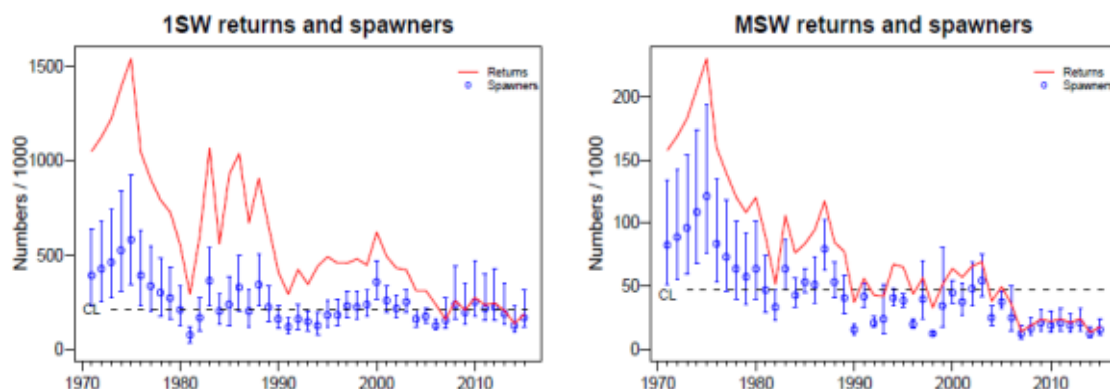 1SW returns and spawners
Numbers / 1000
1500
1000
500
0
CL
Returns
Spawners
1970
1980
1990
2000
2010
MSW returns and spawners
Numbers / 1000
200
150
100
50
0
CL
Returns
Spawners
1970
1980
1990
2000
2010